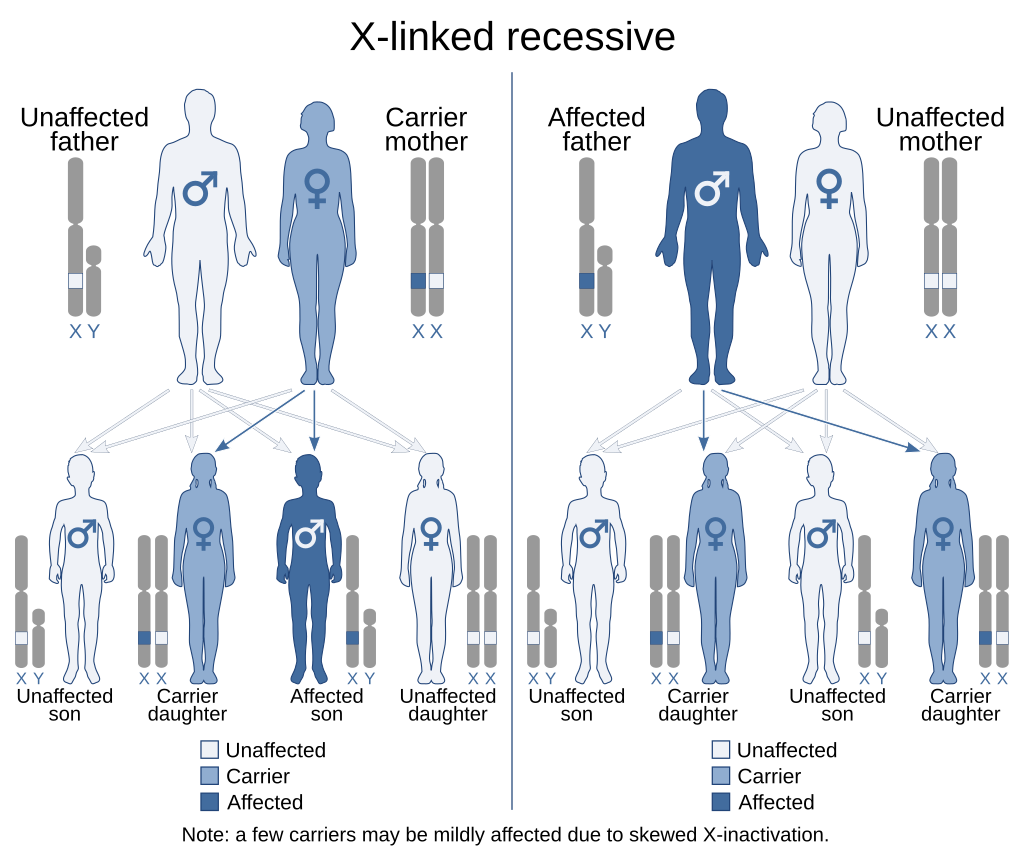 X-linked recessive
Unaffected
father
Carrier
mother
X Y
X X
Affected
father
Unaffected
mother
X Y
X X
X Y
X X
X Y
X X
Unaffected
son
Carrier
daughter
Affected
son
Unaffected
daughter
X Y
X X
X Y
X X
Unaffected
son
Carrier
daughter
Unaffected
son
Carrier
daughter
Unaffected
Carrier
Affected
Unaffected
Carrier
Affected
Note: a few carriers may be mildly affected due to skewed X-inactivation.